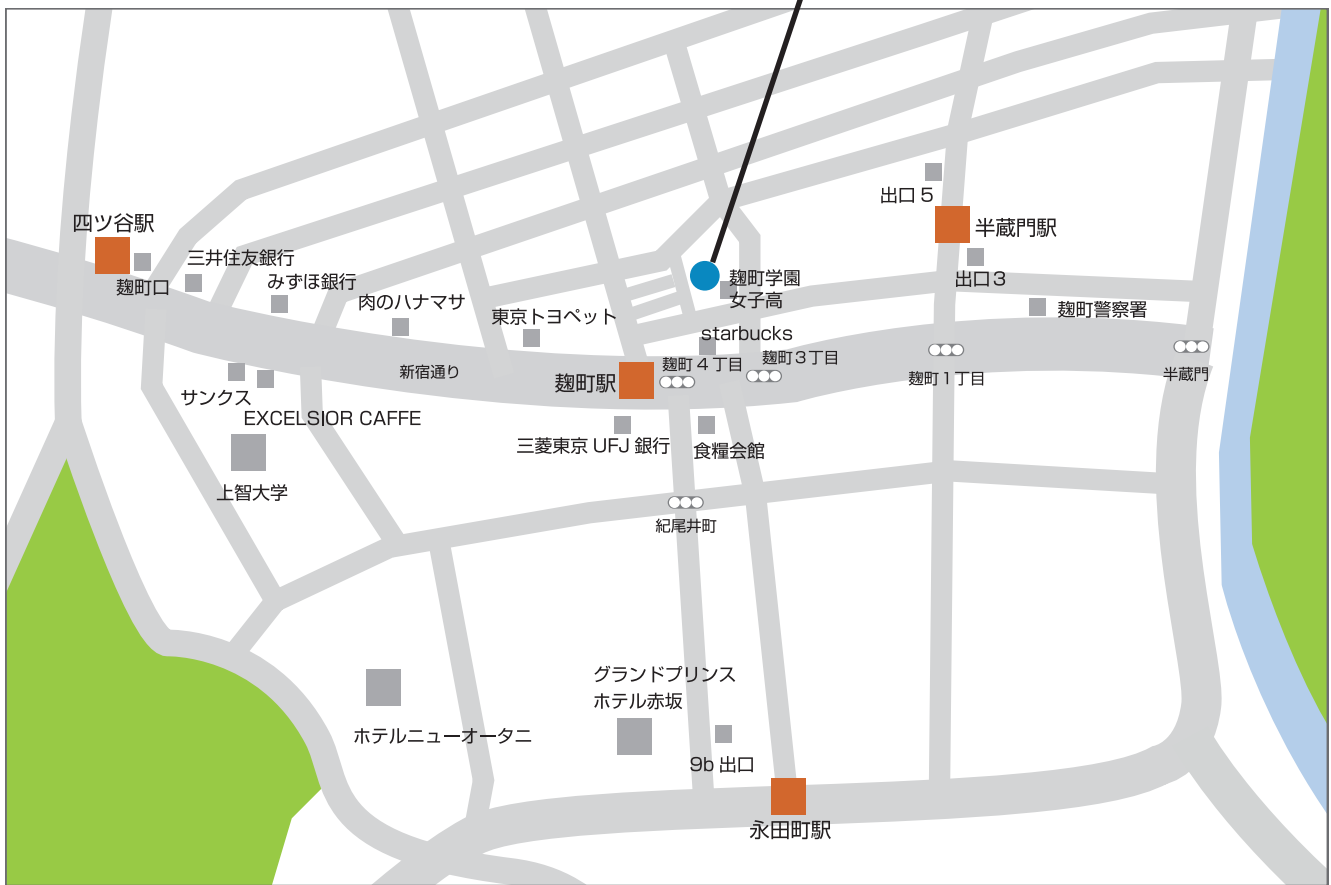 出口 5
四ツ谷駅
半蔵門駅
三井住友銀行
麹町口
みずほ銀行
麹町学園
女子高
出口3
肉のハナマサ
麹町警察署
東京トヨペット
starbucks
麹町4丁目
麹町3丁目
新宿通り
麹町駅
麹町1丁目
半蔵門
サンクス
EXCELSIOR CAFFE
三菱東京 UFJ 銀行
食糧会館
上智大学
紀尾井町
グランドプリンス
ホテル赤坂
ホテルニューオータニ
9b 出口
永田町駅